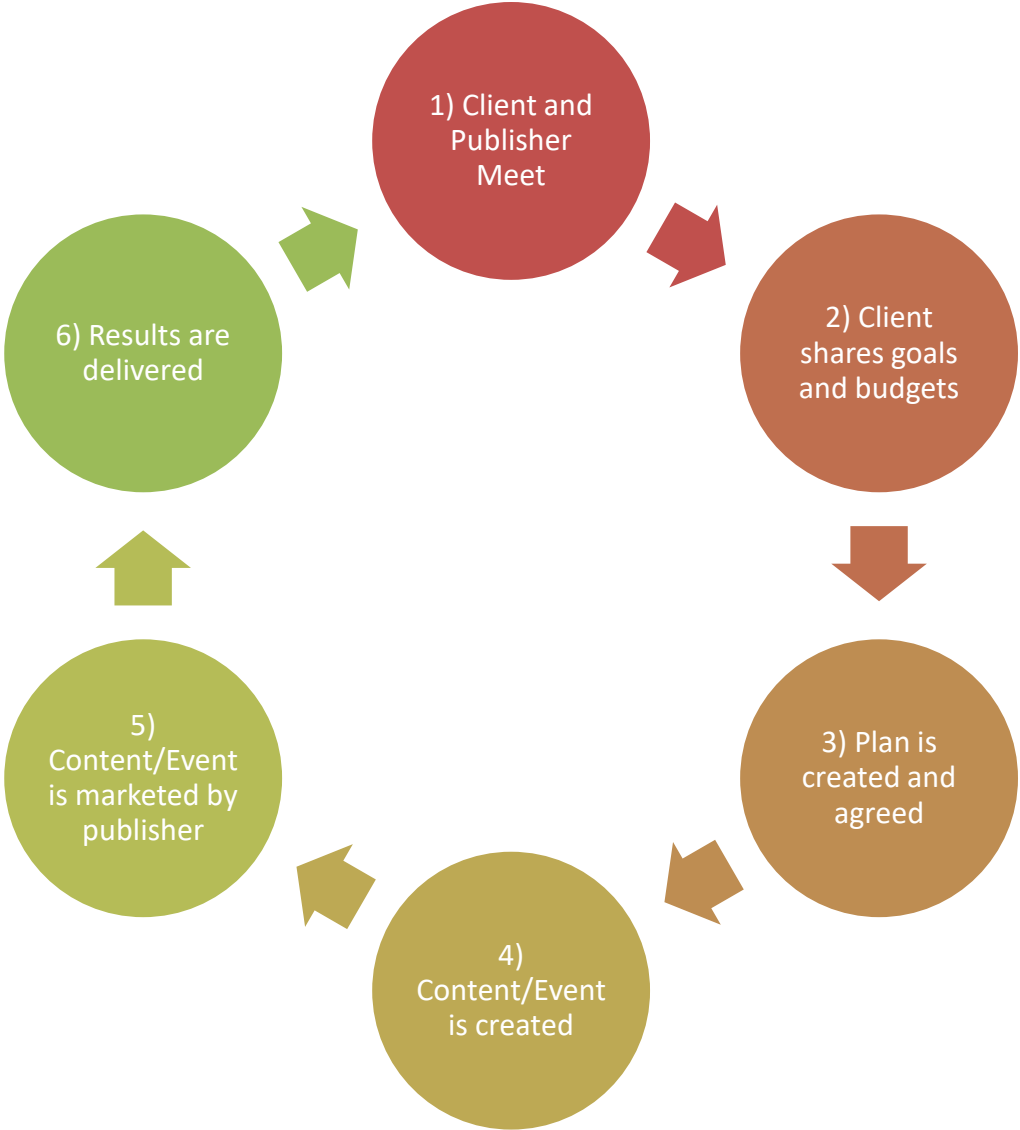 1) Client and
Publisher
Meet
2) Client
shares goals
and budgets
3) Plan is
created and
agreed
4)
Content/Event
is created
5)
Content/Event
is marketed by
publisher
6) Results are
delivered